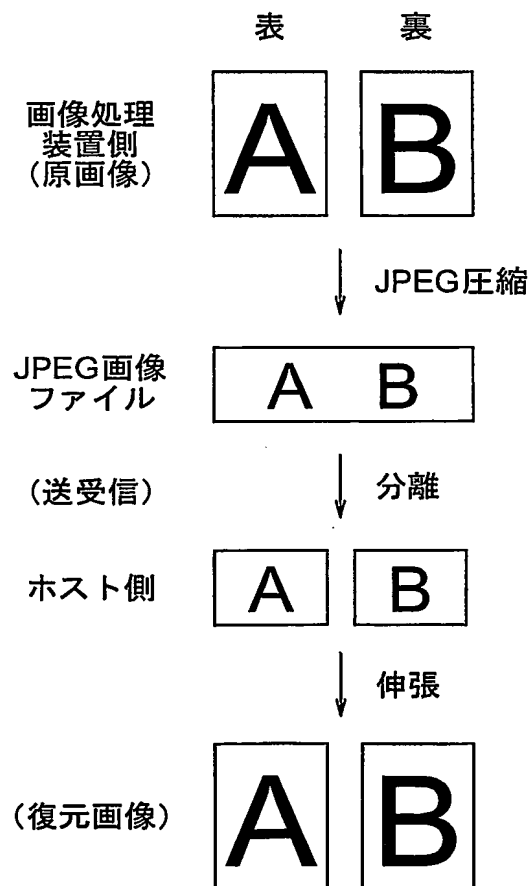 表 裏
画像処理
装置側
(原画像)
A B
JPEG圧縮
JPEG画像
ファイル
A B
(送受信)
分離
ホスト側
A B
伸張
(復元画像)
A B